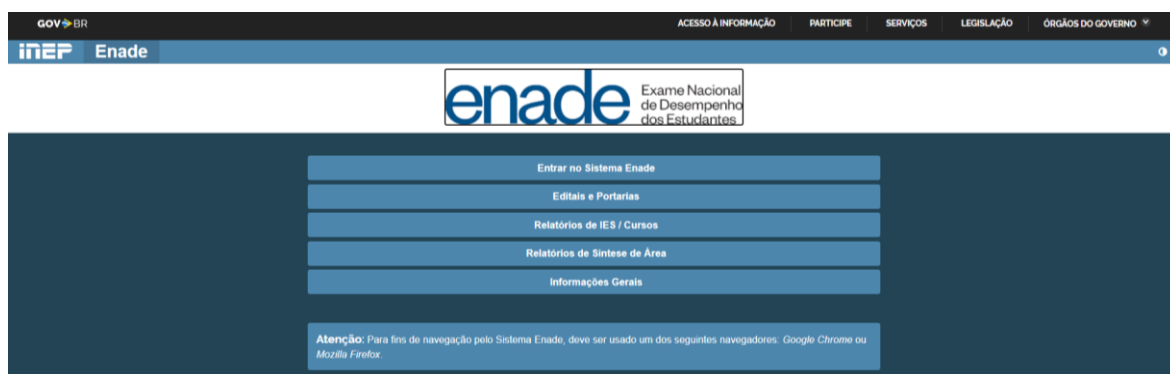 GOV BR
ACESSO À INFORMAÇÃO PARTICIPE SERVIÇOS LEGISLAÇÃO ÓRGÃOS DO GOVERNO
inep Enade
enade Exame Nacional
de Desempenho
dos Estudantes
Entrar no Sistema Enade
Editais e Portarias
Relatórios de IES / Cursos
Relatórios de Síntese de Área
Informações Gerais
Atenção: Para fins de navegação pelo Sistema Enade, deve ser usado um dos seguintes navegadores: Google Chrome ou
Mozilla Firefox.